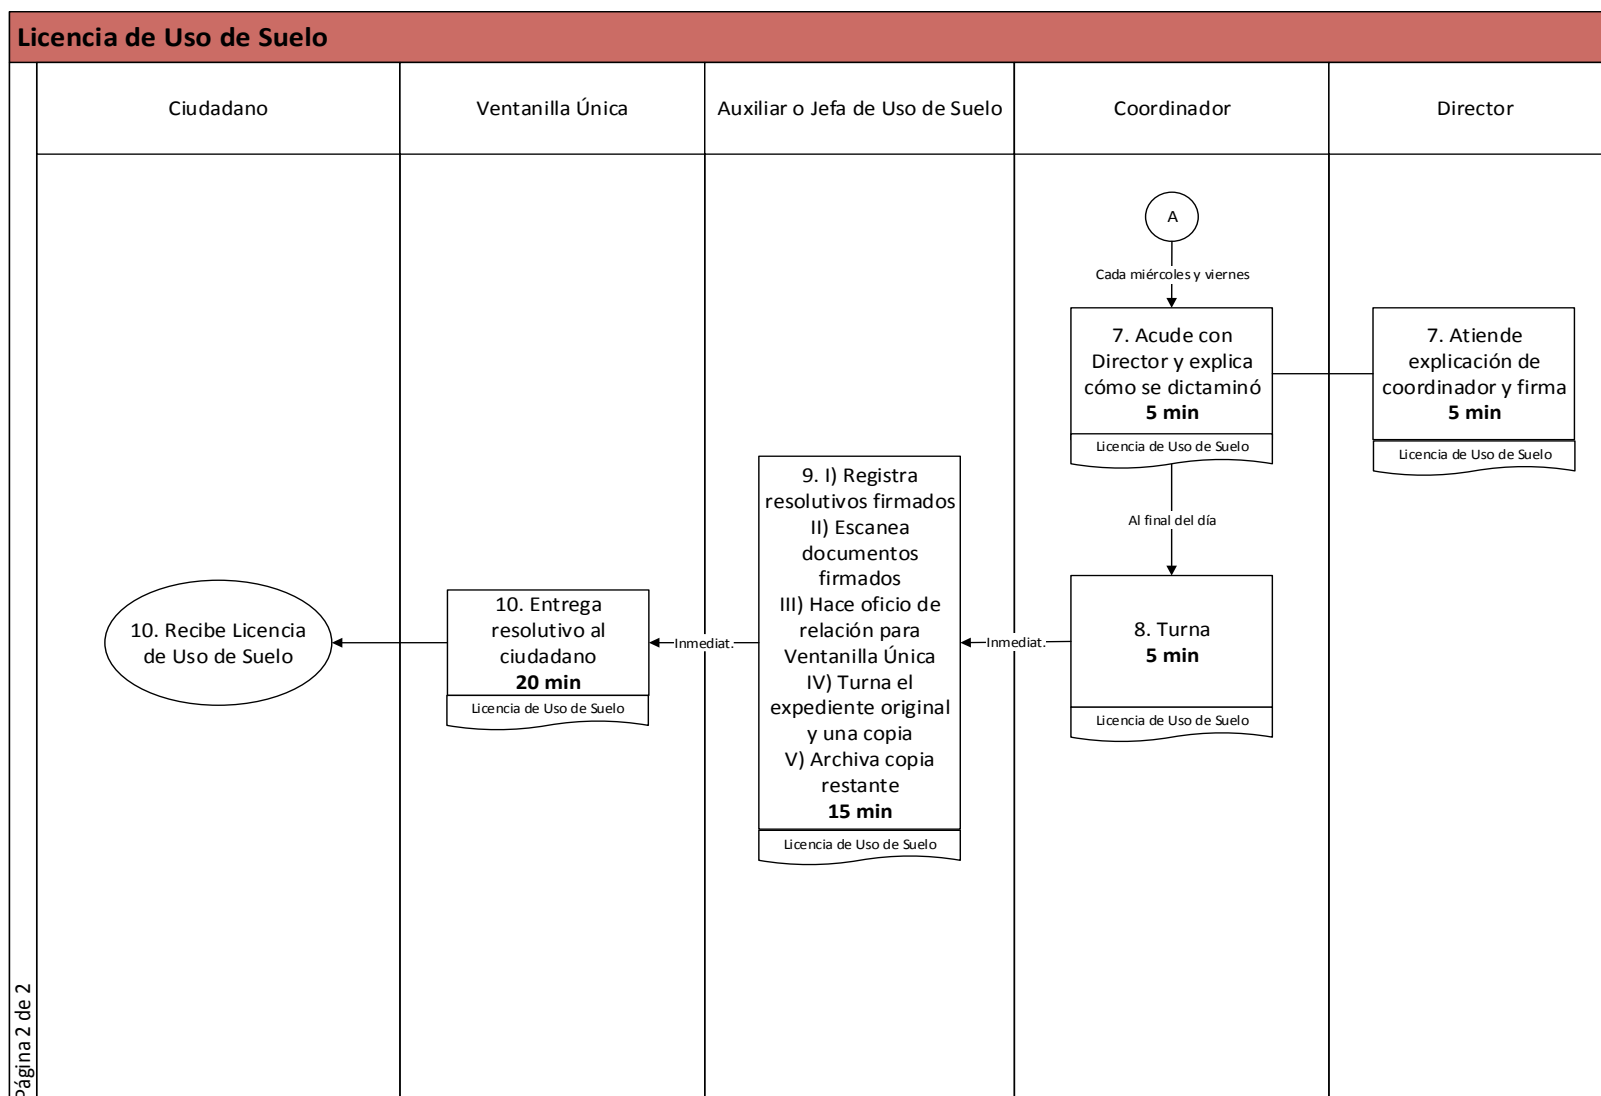 Licencia de Uso de Suelo
Ciudadano
Ventanilla Única
Auxiliar o Jefa de Uso de Suelo
Coordinador
Director
A
Cada miércoles y viernes
7. Acude con
Director y explica
cómo se dictaminó
5 min
Licencia de Uso de Suelo
7. Atiende
explicación de
coordinador y firma
5 min
Licencia de Uso de Suelo
Al final del día
8. Turna
5 min
Licencia de Uso de Suelo
Inmediat.
9. I) Registra
resolutivos firmados
II) Escanea
documentos
firmados
III) Hace oficio de
relación para
Ventanilla Única
IV) Turna el
expediente original
y una copia
V) Archiva copia
restante
15 min
Licencia de Uso de Suelo
Inmediat.
10. Entrega
resolutivo al
ciudadano
20 min
Licencia de Uso de Suelo
10. Recibe Licencia
de Uso de Suelo
Página 2 de 2